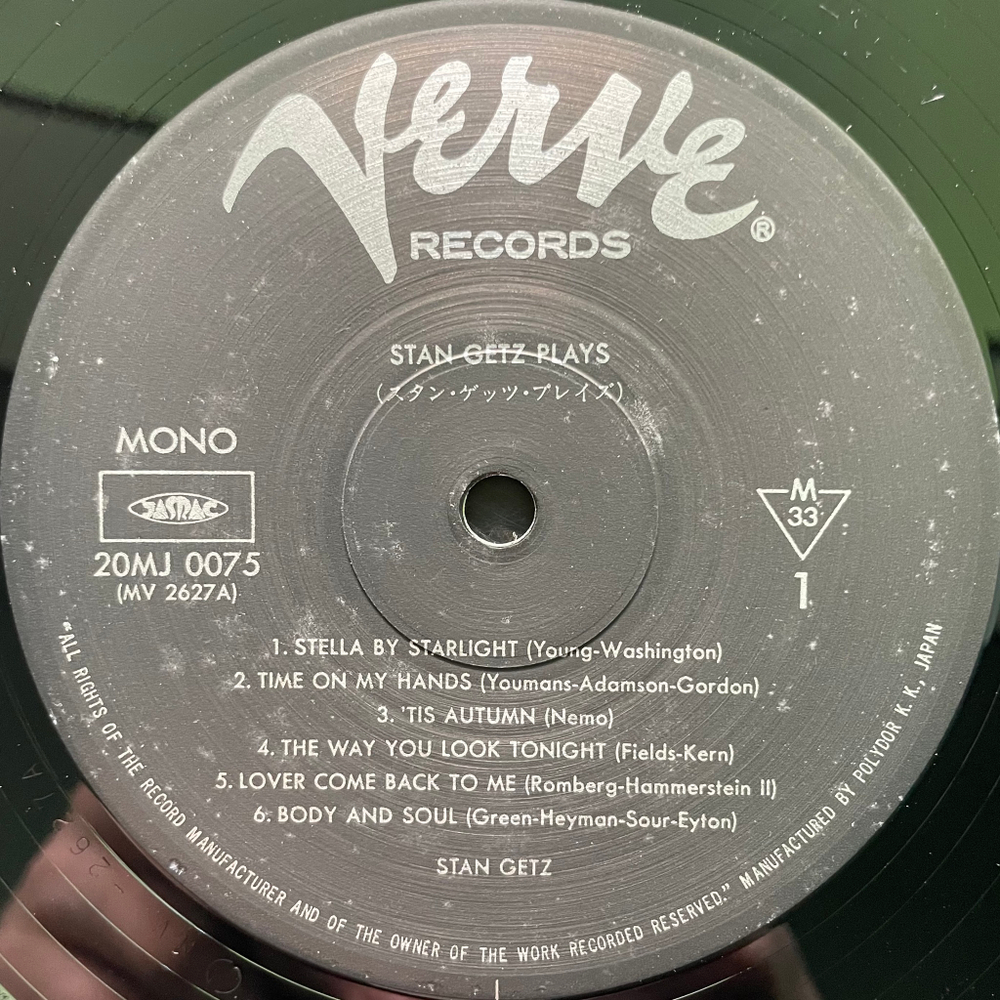 Verve®
RECORDS
STAN GETZ PLAYS
(スタン・ゲッツ・プレイズ)
MONO
JASRAC
20MJ 0075
(MV 2627A)
M
33
1
1. STELLA BY STARLIGHT (Young-Washington)
2. TIME ON MY HANDS (Youmans-Adamson-Gordon)
3. 'TIS AUTUMN (Nemo)
4. THE WAY YOU LOOK TONIGHT (Fields-Kern)
5. LOVER COME BACK TO ME (Romberg-Hammerstein II)
6. BODY AND SOUL (Green-Heyman-Sour-Eyton)
STAN GETZ
"ALL RIGHTS OF THE RECORD MANUFACTURER AND OF THE OWNER OF THE WORK RECORDED RESERVED." MANUFACTURED BY POLYDOR K. K., JAPAN